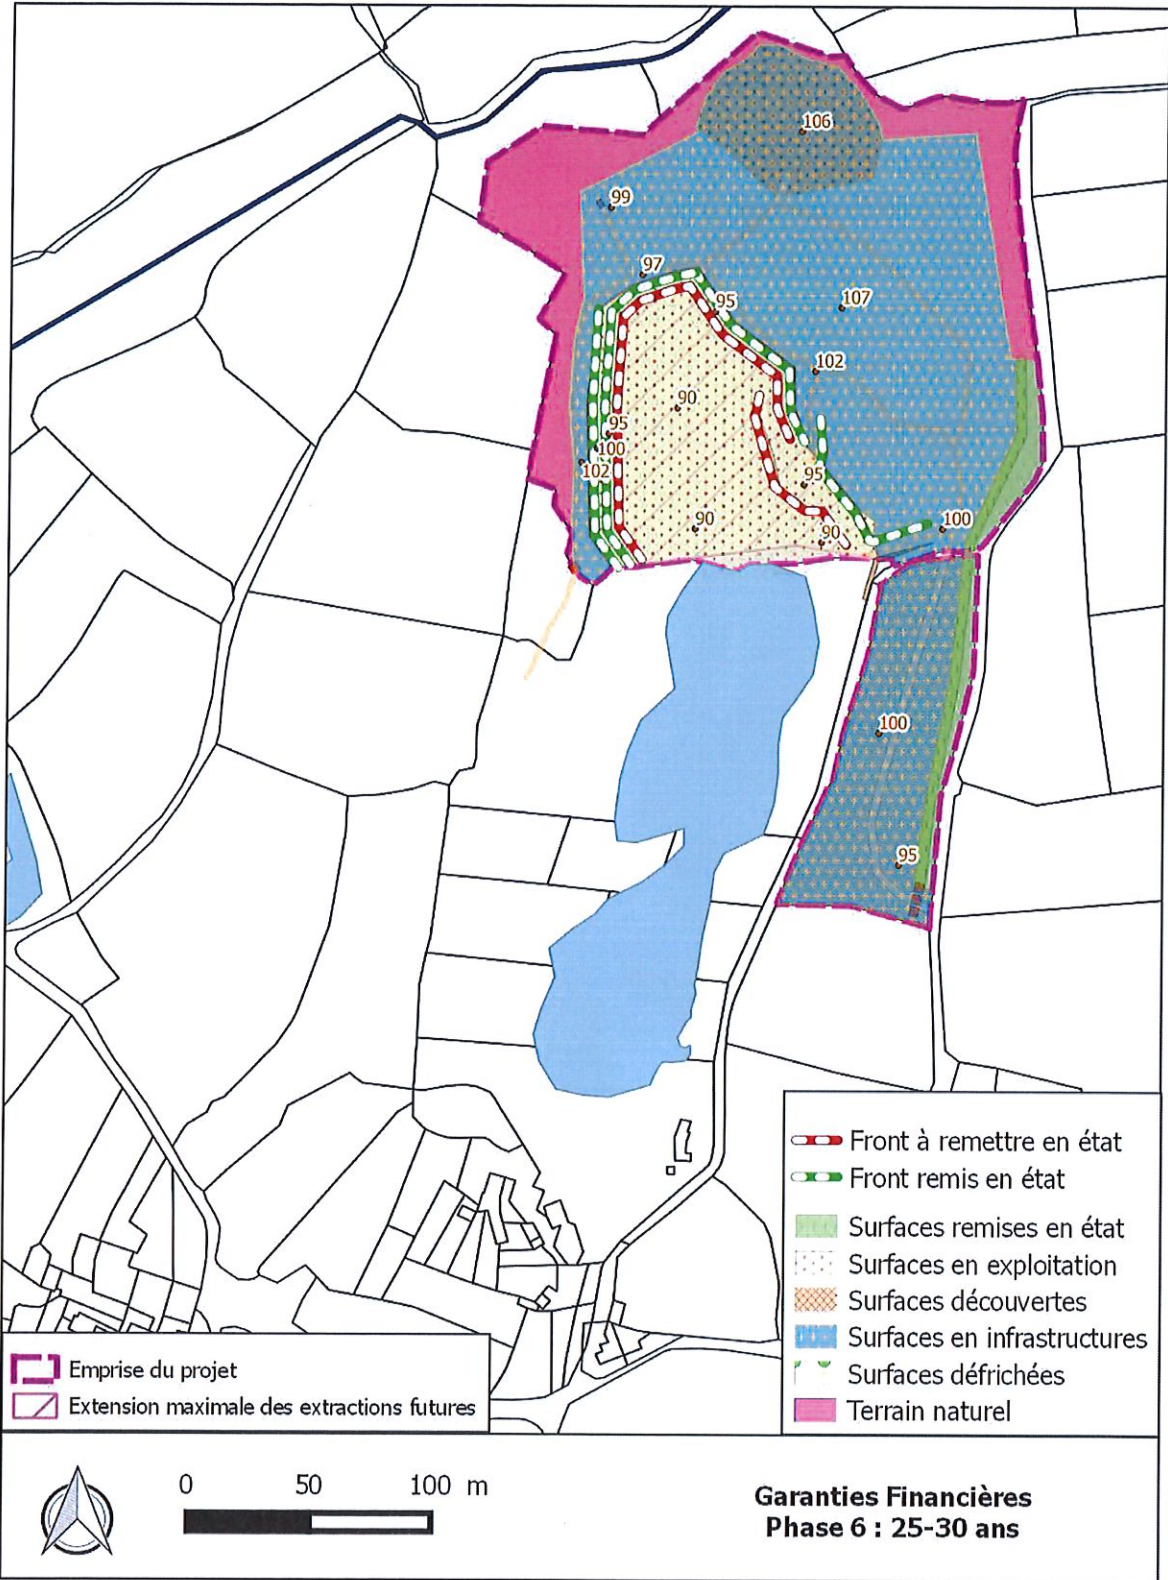 106
99
97
95
107
102
90
95
100
102
95
90
90
100
100
95
Front à remettre en état
Front remis en état
Surfaces remises en état
Surfaces en exploitation
Surfaces découvertes
Surfaces en infrastructures
Surfaces défrichées
Terrain naturel
Emprise du projet
Extension maximale des extractions futures
0 50 100 m
Garanties Financières
Phase 6 : 25-30 ans